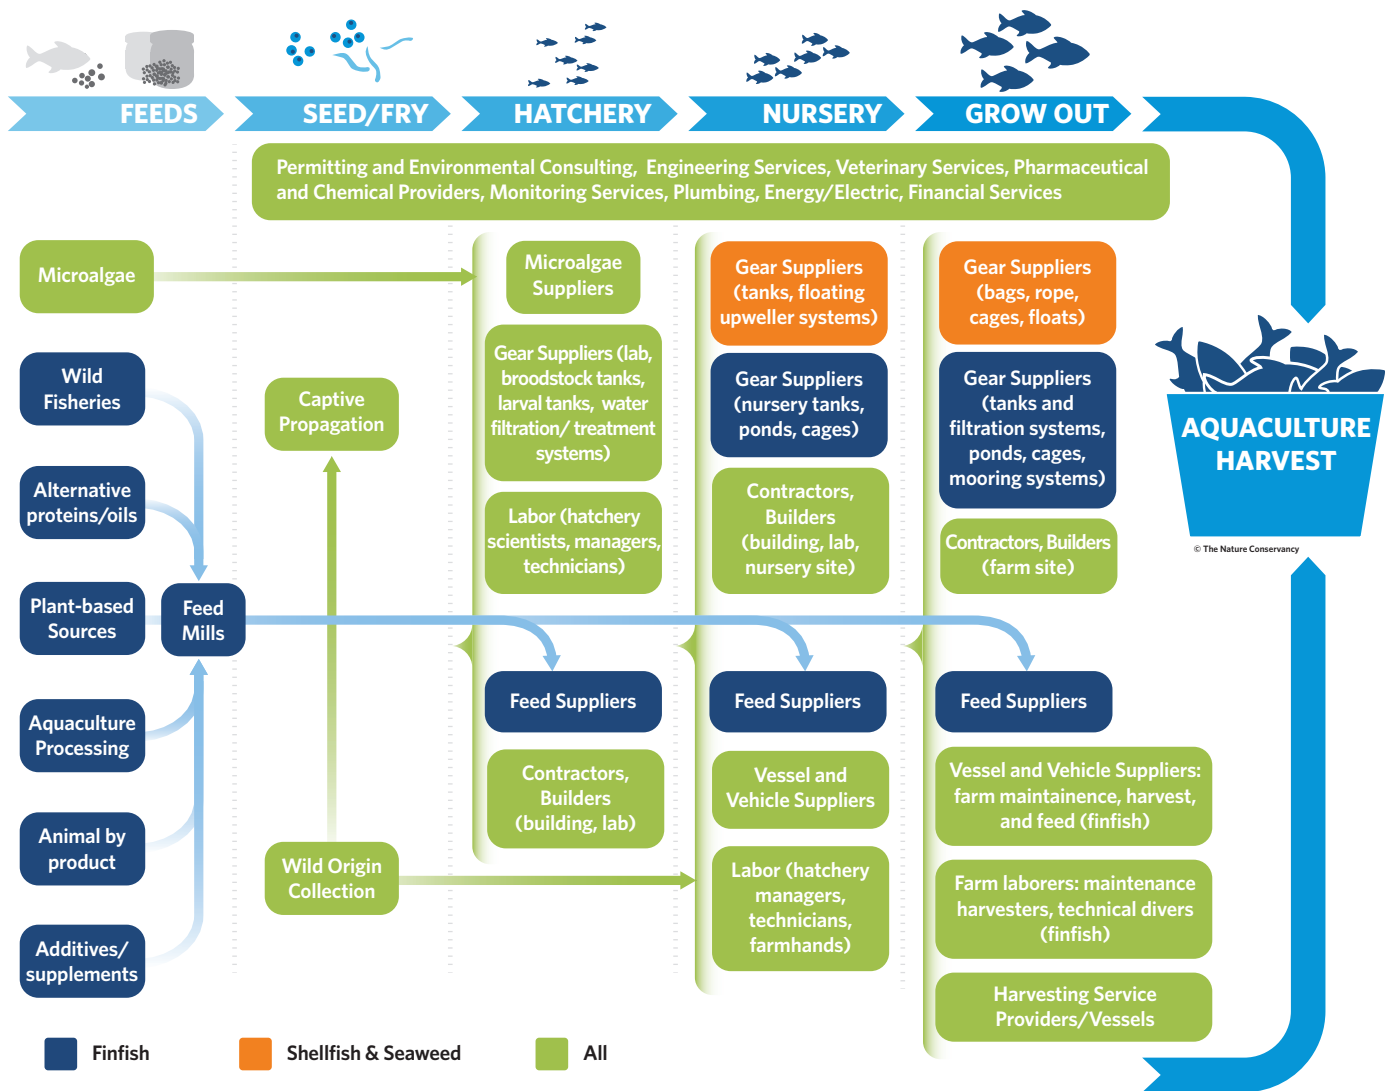 FEEDS
SEED/FRY
HATCHERY
NURSERY
GROW OUT
Permitting and Environmental Consulting, Engineering Services, Veterinary Services, Pharmaceutical
and Chemical Providers, Monitoring Services, Plumbing, Energy/Electric, Financial Services
Microalgae
Wild
Fisheries
Alternative
proteins/oils
Plant-based
Sources
Feed
Mills
Aquaculture
Processing
Animal by
product
Additives/
supplements
Captive
Propagation
Wild Origin
Collection
Microalgae
Suppliers
Gear Suppliers (lab,
broodstock tanks,
larval tanks, water
filtration/ treatment
systems)
Labor (hatchery
scientists, managers,
technicians)
Feed Suppliers
Contractors,
Builders
(building, lab)
Gear Suppliers
(tanks, floating
upweller systems)
Gear Suppliers
(nursery tanks,
ponds, cages)
Contractors,
Builders
(building, lab,
nursery site)
Feed Suppliers
Vessel and
Vehicle Suppliers
Labor (hatchery
managers,
technicians,
farmhands)
Gear Suppliers
(bags, rope,
cages, floats)
Gear Suppliers
(tanks and
filtration systems,
ponds, cages,
mooring systems)
Contractors, Builders
(farm site)
Feed Suppliers
Vessel and Vehicle Suppliers:
farm maintainence, harvest,
and feed (finfish)
Farm laborers: maintenance
harvesters, technical divers
(finfish)
Harvesting Service
Providers/Vessels
AQUACULTURE
HARVEST
© The Nature Conservancy
Finfish
Shellfish & Seaweed
All